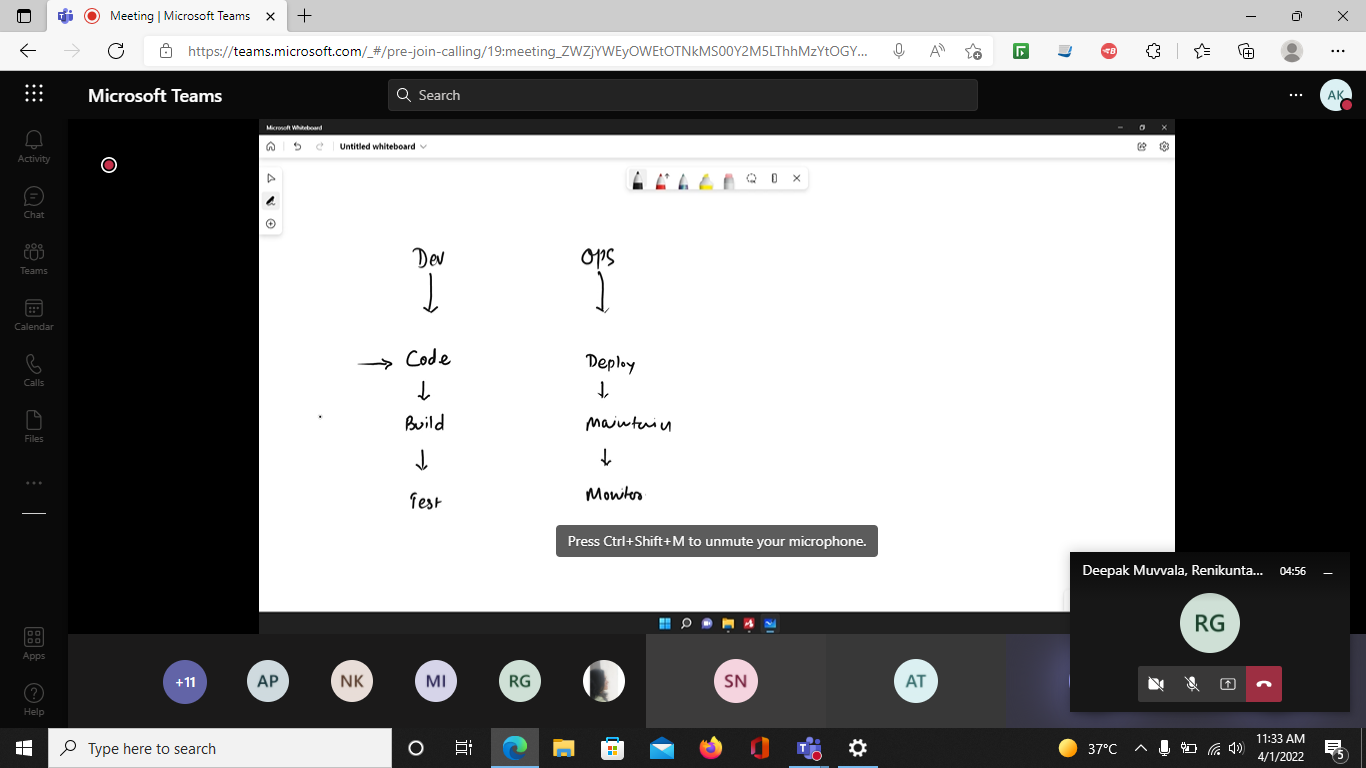 Meeting | Microsoft Teams
https://teams.microsoft.com/_#/pre-join-calling/19:meeting_ZWZjYWEyOWEtOTNkMS00Y2M5LThhMzYtOGY...
Microsoft Teams
Search
AK
Activity
Chat
Teams
Calendar
Calls
Files
Apps
Help
Microsoft Whiteboard
Untitled whiteboard
Dev
OPS
Code
Deploy
Build
Maintain
Test
Monitor
Press Ctrl+Shift+M to unmute your microphone.
Deepak Muvvala, Renikunta...
04:56
RG
+11
AP
NK
MI
RG
SN
AT
Type here to search
37°C
11:33 AM
4/1/2022
5